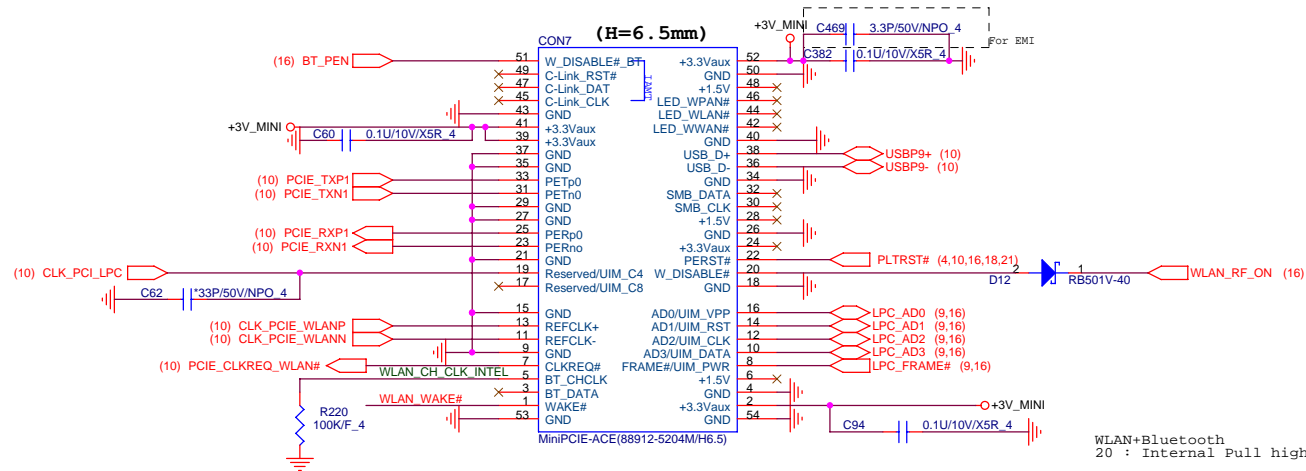 (H=6.5mm)
CON7
+3V_MINI
C469 3.3P/50V/NPO_4
For EMI
C382 0.1U/10V/X5R_4
(16) BT_PEN
51 W_DISABLE#_BT
49 C-Link_RST#
47 C-Link_DAT
45 C-Link_CLK
43 GND
41 +3.3Vaux
39 +3.3Vaux
37 GND
35 GND
33 PETp0
31 PETn0
29 GND
27 GND
25 PERp0
23 PERno
21 GND
19 Reserved/UIM_C4
17 Reserved/UIM_C8
15 GND
13 REFCLK+
11 REFCLK-
9 GND
7 CLKREQ#
5 BT_CHCLK
3 BT_DATA
1 WAKE#
53 GND
+3V_MINI
C60 0.1U/10V/X5R_4
(10) PCIE_TXP1
(10) PCIE_TXN1
(10) PCIE_RXP1
(10) PCIE_RXN1
(10) CLK_PCI_LPC
C62 *33P/50V/NPO_4
(10) CLK_PCIE_WLANP
(10) CLK_PCIE_WLANN
(10) PCIE_CLKREQ_WLAN#
WLAN_CH_CLK_INTEL
WLAN_WAKE#
R220
100K/F_4
+3.3Vaux 52
GND 50
+1.5V 48
LED_WPAN# 46
LED_WLAN# 44
LED_WWAN# 42
GND 40
USB_D+ 38
USB_D- 36
GND 34
SMB_DATA 32
SMB_CLK 30
+1.5V 28
GND 26
+3.3Vaux 24
PERST# 22
W_DISABLE# 20
GND 18
AD0/UIM_VPP 16
AD1/UIM_RST 14
AD2/UIM_CLK 12
AD3/UIM_DATA 10
FRAME#/UIM_PWR 8
+1.5V 6
GND 4
+3.3Vaux 2
GND 54
USBP9+ (10)
USBP9- (10)
PLTRST# (4,10,16,18,21)
2 1
D12 RB501V-40
WLAN_RF_ON (16)
LPC_AD0 (9,16)
LPC_AD1 (9,16)
LPC_AD2 (9,16)
LPC_AD3 (9,16)
LPC_FRAME# (9,16)
+3V_MINI
C94 0.1U/10V/X5R_4
MiniPCIE-ACE(88912-5204M/H6.5)
WLAN+Bluetooth
20 : Internal Pull high